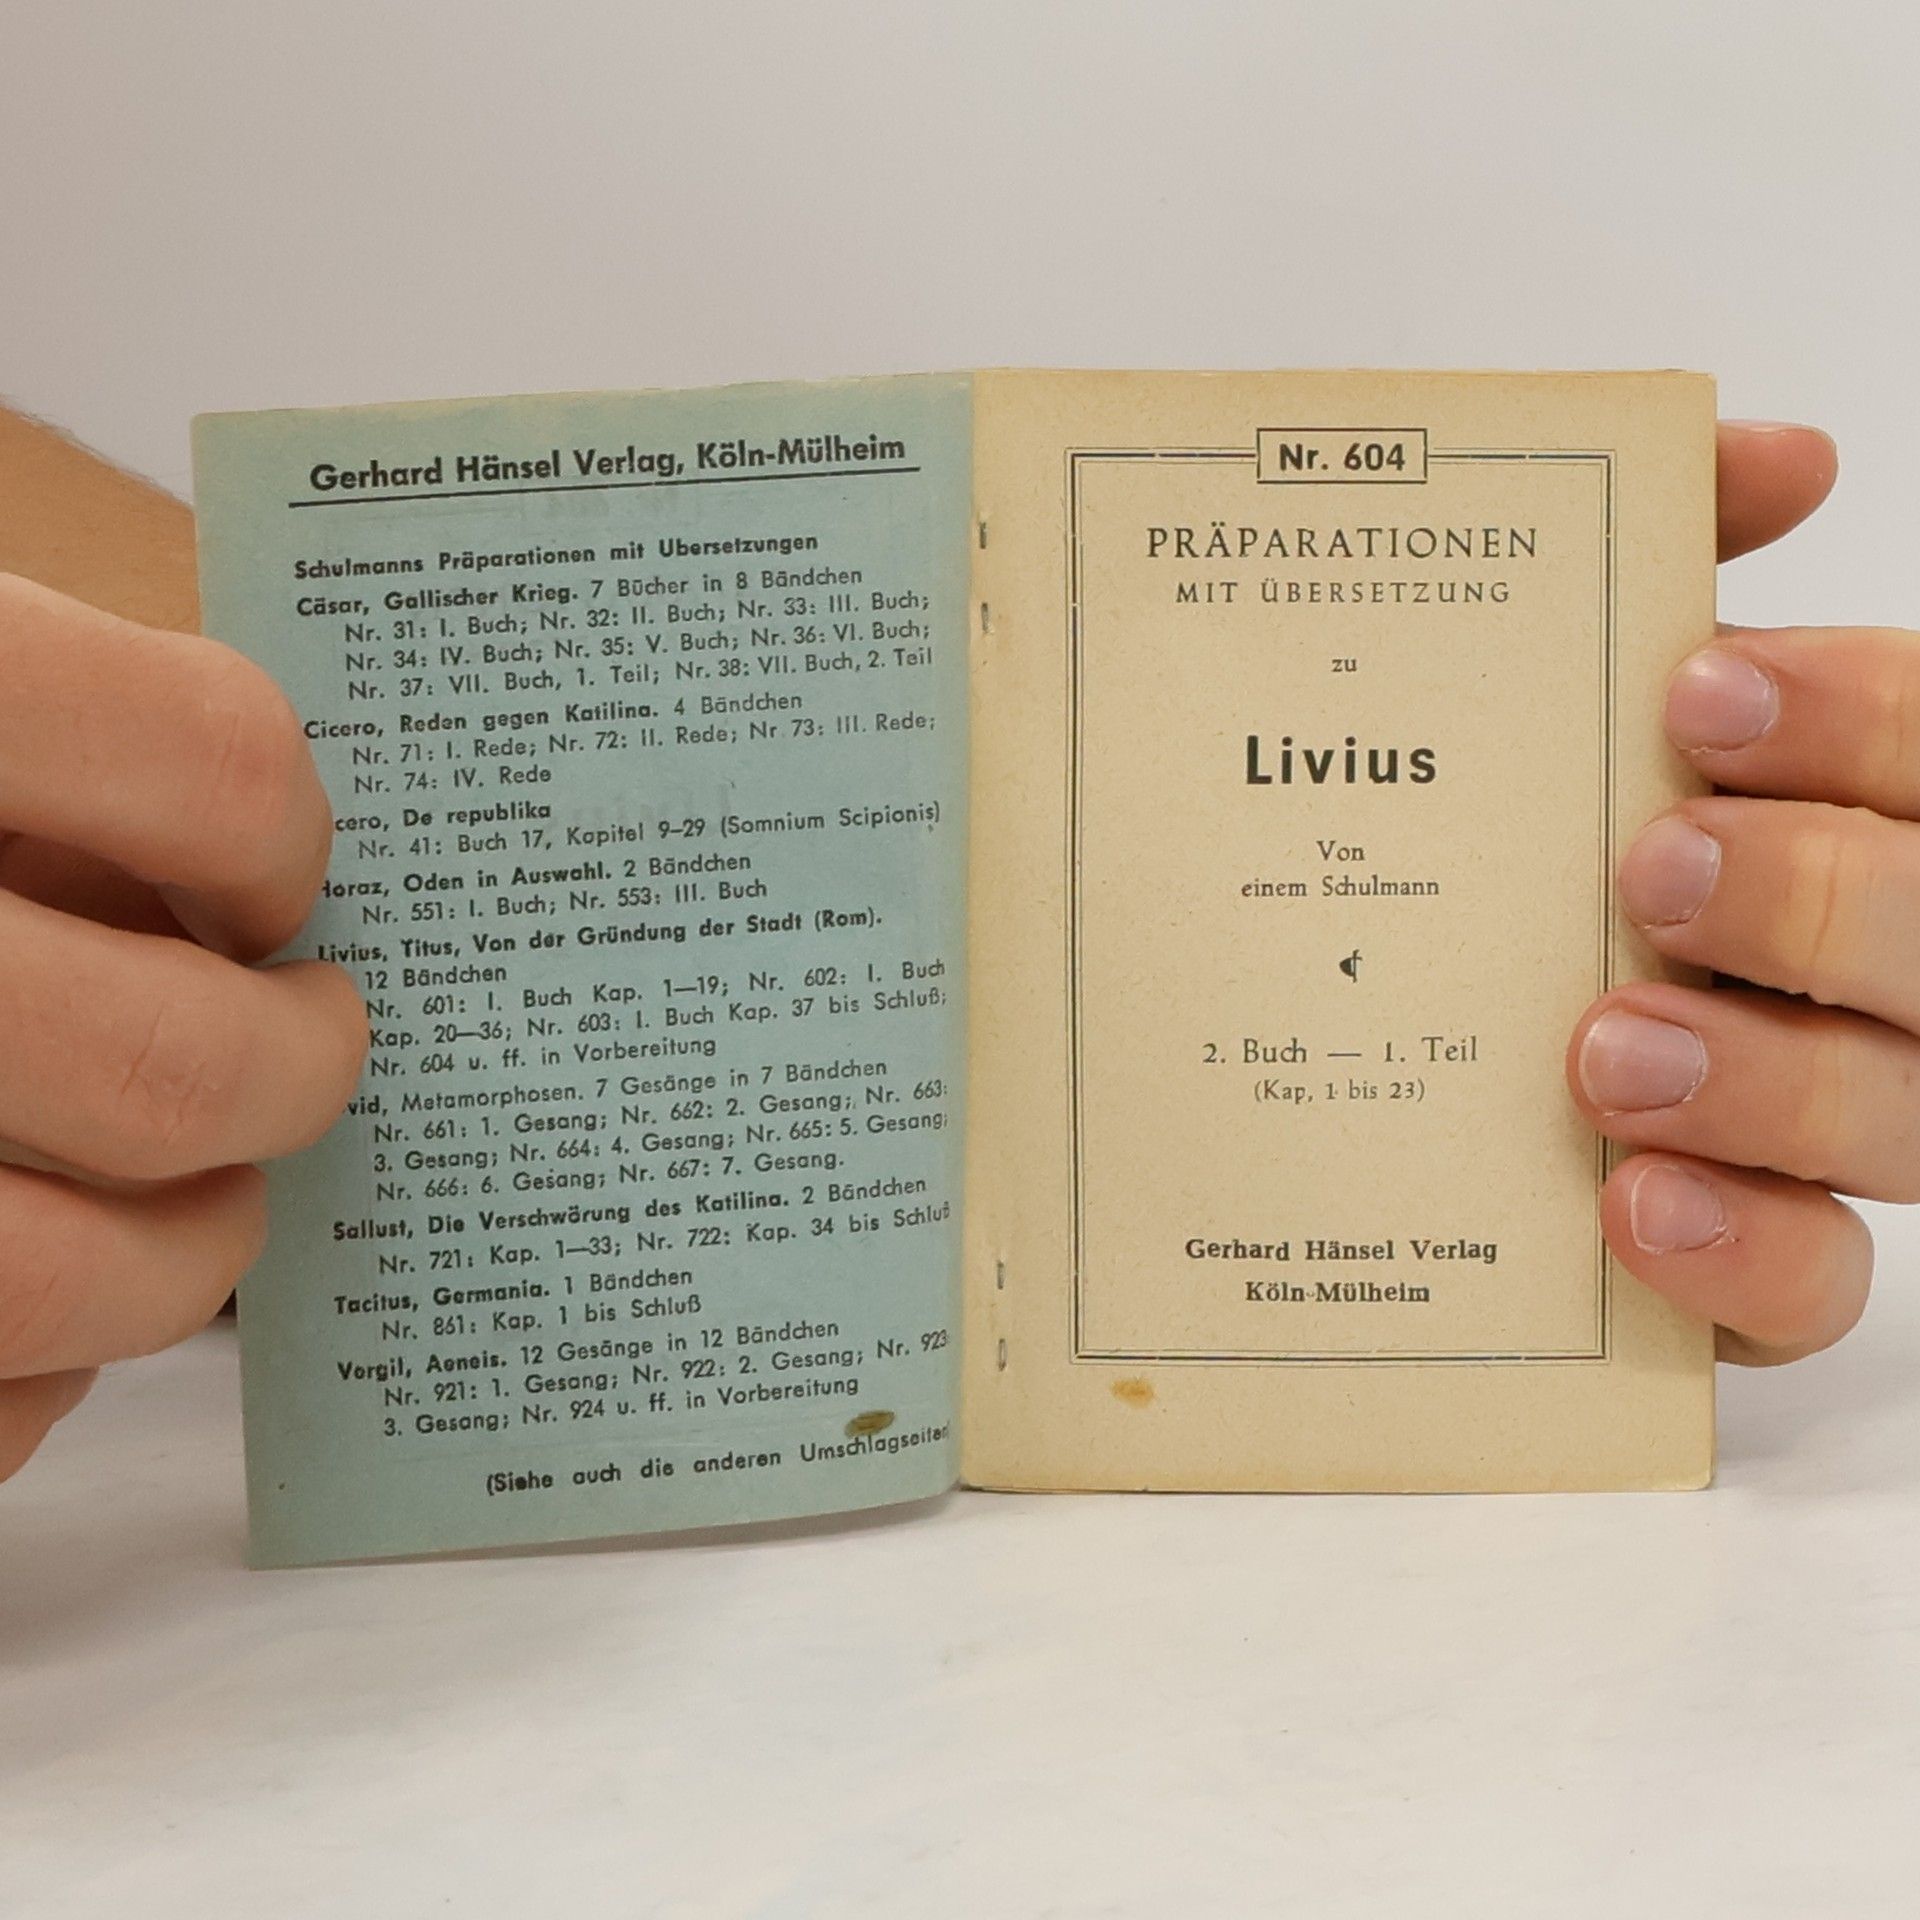 Gerhard Hänsel Verlag, Köln-Mülheim
Schulmanns Präparationen mit Ubersetzungen
Cäsar, Gallischer Krieg. 7 Bücher in 8 Bändchen
Nr. 31: I. Buch; Nr. 32: II. Buch; Nr. 33: III. Buch;
Nr. 34: IV. Buch; Nr. 35: V. Buch; Nr. 36: VI. Buch;
Nr. 37: VII. Buch, 1. Teil; Nr. 38: VII. Buch, 2. Teil
Cicero, Reden gegen Katilina. 4 Bändchen
Nr. 71: I. Rede; Nr. 72: II. Rede; Nr. 73: III. Rede;
Nr. 74: IV. Rede
cero, De republika
Nr. 41: Buch 17, Kapitel 9–29 (Somnium Scipionis)
Horaz, Oden in Auswahl. 2 Bändchen
Nr. 551: I. Buch; Nr. 553: III. Buch
Livius, Titus, Von der Gründung der Stadt (Rom).
12 Bändchen
Nr. 601: I. Buch Kap. 1—19; Nr. 602: I. Buch
Kap. 20—36; Nr. 603: I. Buch Kap. 37 bis Schluß;
Nr. 604 u. ff. in Vorbereitung
vid, Metamorphosen. 7 Gesänge in 7 Bändchen
Nr. 661: 1. Gesang; Nr. 662: 2. Gesang; Nr. 663:
3. Gesang; Nr. 664: 4. Gesang; Nr. 665: 5. Gesang;
Nr. 666: 6. Gesang; Nr. 667: 7. Gesang.
Sallust, Die Verschwörung des Katilina. 2 Bändchen
Nr. 721: Kap. 1—33; Nr. 722: Kap. 34 bis Schluß
Tacitus, Germania. 1 Bändchen
Nr. 861: Kap. 1 bis Schluß
Vergil, Aeneis. 12 Gesänge in 12 Bändchen
Nr. 921: 1. Gesang; Nr. 922: 2. Gesang; Nr. 923:
3. Gesang; Nr. 924 u. ff. in Vorbereitung
(Siehe auch die anderen Umschlagseiten)
Nr. 604
PRÄPARATIONEN
MIT ÜBERSETZUNG
zu
Livius
Von
einem Schulmann
2. Buch — 1. Teil
(Kap, 1 bis 23)
Gerhard Hänsel Verlag
Köln-Mülheim